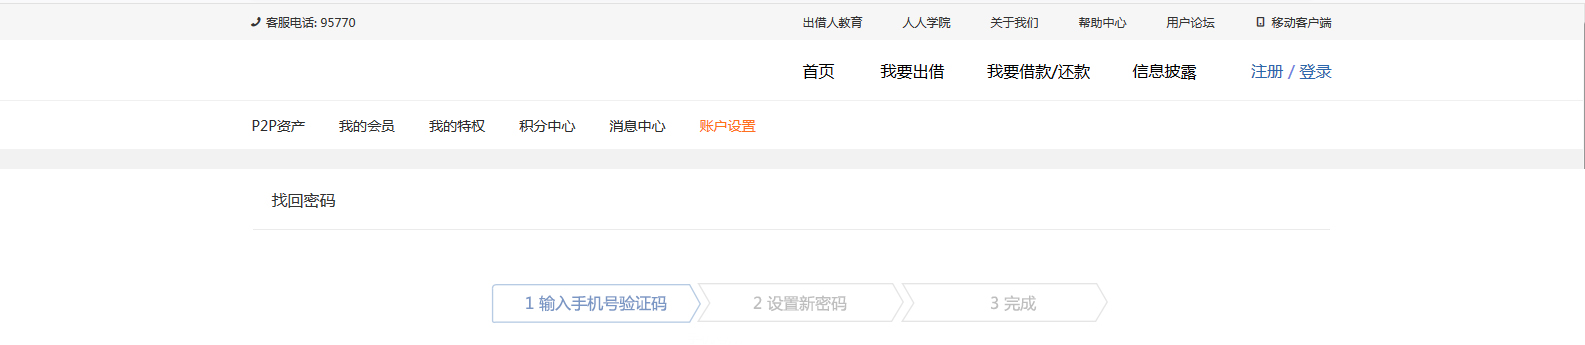 客服电话: 95770 出借人教育 人人学院 关于我们 帮助中心 用户论坛 移动客户端
首页 我要出借 我要借款/还款 信息披露 注册 / 登录
P2P资产 我的会员 我的特权 积分中心 消息中心 账户设置
找回密码
1 输入手机号验证码 2 设置新密码 3 完成